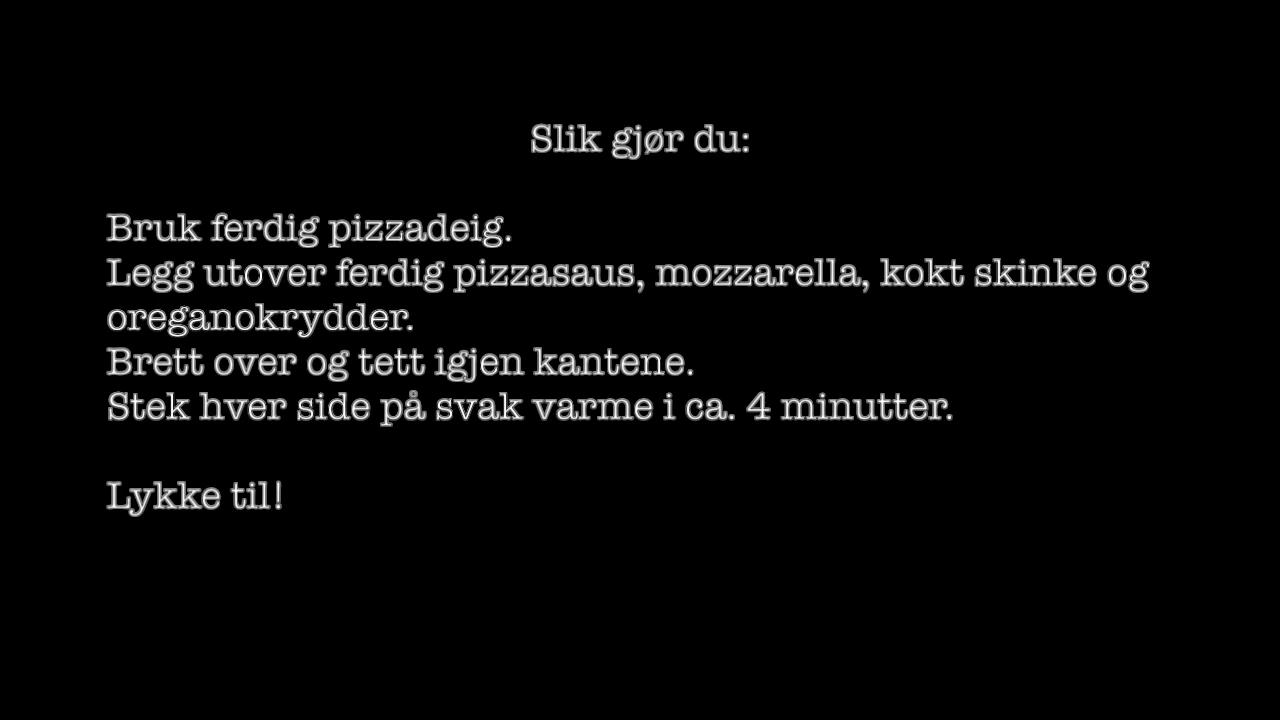 Slik gjør du:
Bruk ferdig pizzadeig.
Legg utover ferdig pizzasaus, mozzarella, kokt skinke og
oreganokrydder.
Brett over og tett igjen kantene.
Stek hver side på svak varme i ca. 4 minutter.
Lykke til!